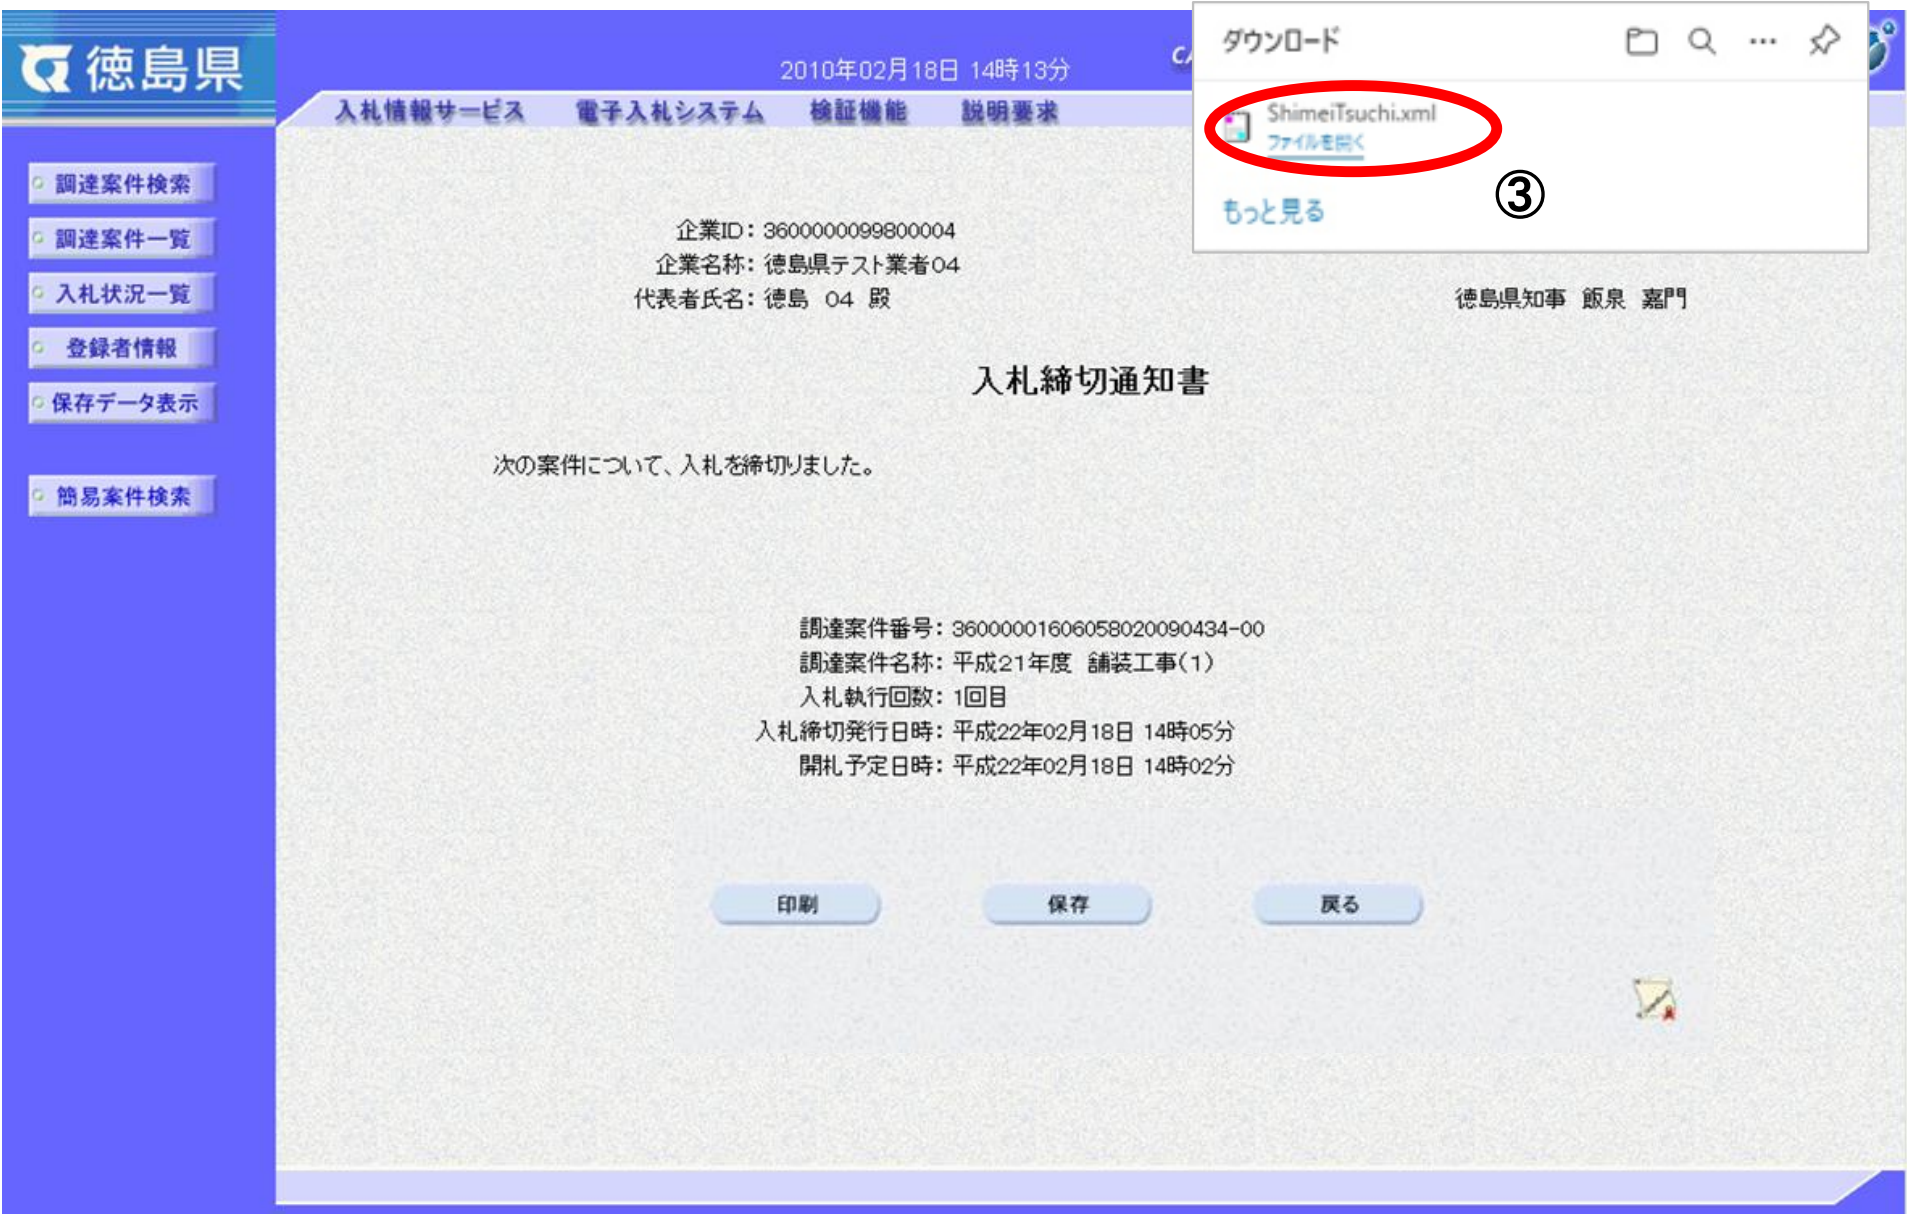 徳島県
2010年02月18日 14時13分
CA
入札情報サービス 電子入札システム 検証機能 説明要求
ダウンロード
ShimeiTsuchi.xml
ファイルを開く
③
もっと見る
調達案件検索
調達案件一覧
入札状況一覧
登録者情報
保存データ表示
簡易案件検索
企業ID：3600000099800004
企業名称：徳島県テスト業者04
代表者氏名：徳島 04 殿
徳島県知事 飯泉 嘉門
入札締切通知書
次の案件について、入札を締切りました。
調達案件番号：36000001606058020090434-00
調達案件名称：平成21年度 舗装工事(1)
入札執行回数：1回目
入札締切発行日時：平成22年02月18日 14時05分
開札予定日時：平成22年02月18日 14時02分
印刷 保存 戻る